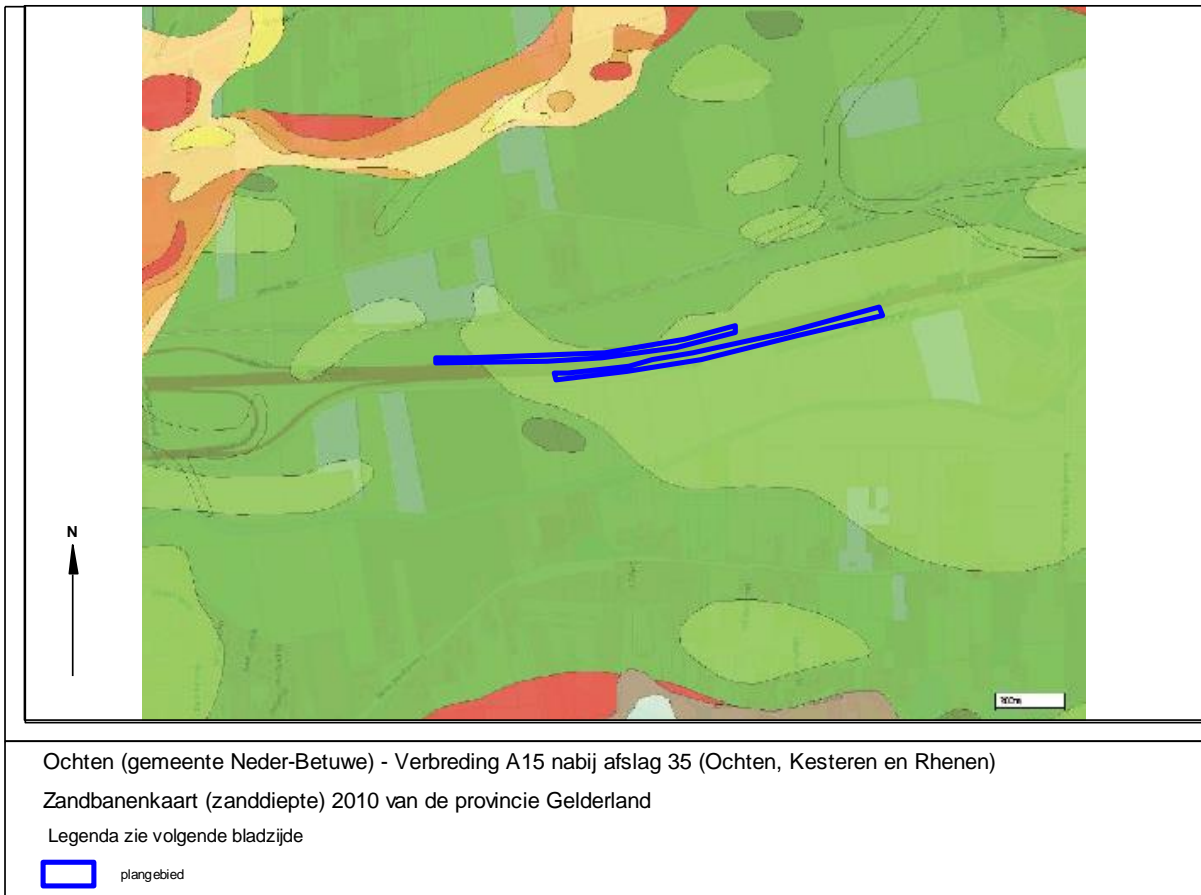 N
Ochten (gemeente Neder-Betuwe) - Verbreding A15 nabij afslag 35 (Ochten, Kesteren en Rhenen)
Zandbanenkaart (zanddiepte) 2010 van de provincie Gelderland
Legenda zie volgende bladzijde
plangebied